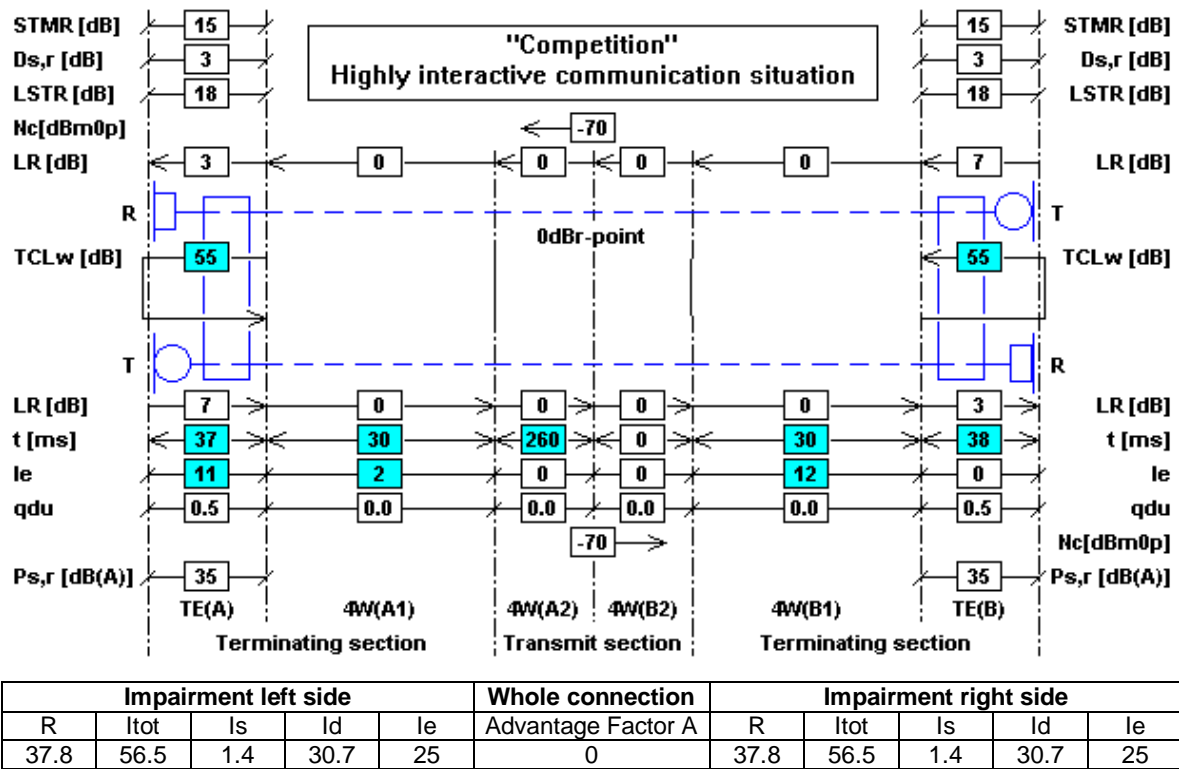 STMR [dB] 15 "Competition" 15 STMR [dB]
Ds,r [dB] 3 Highly interactive communication situation 3 Ds,r [dB]
LSTR [dB] 18 18 LSTR [dB]
Nc[dBm0p] -70
LR [dB] 3 0 0 0 0 7 LR [dB]
R T
0dBr-point
TCLw [dB] 55 55 TCLw [dB]
T R
LR [dB] 7 0 0 0 0 3 LR [dB]
t [ms] 37 30 260 0 30 38 t [ms]
Ie 11 2 0 0 12 0 Ie
qdu 0.5 0.0 0.0 0.0 0.0 0.5 qdu
-70 Nc[dBm0p]
Ps,r [dB(A)] 35 35 Ps,r [dB(A)]
TE(A) 4W(A1) 4W(A2) 4W(B2) 4W(B1) TE(B)
Terminating section Transmit section Terminating section
Impairment left side Whole connection Impairment right side
R Itot Is Id Ie Advantage Factor A R Itot Is Id Ie
37.8 56.5 1.4 30.7 25 0 37.8 56.5 1.4 30.7 25